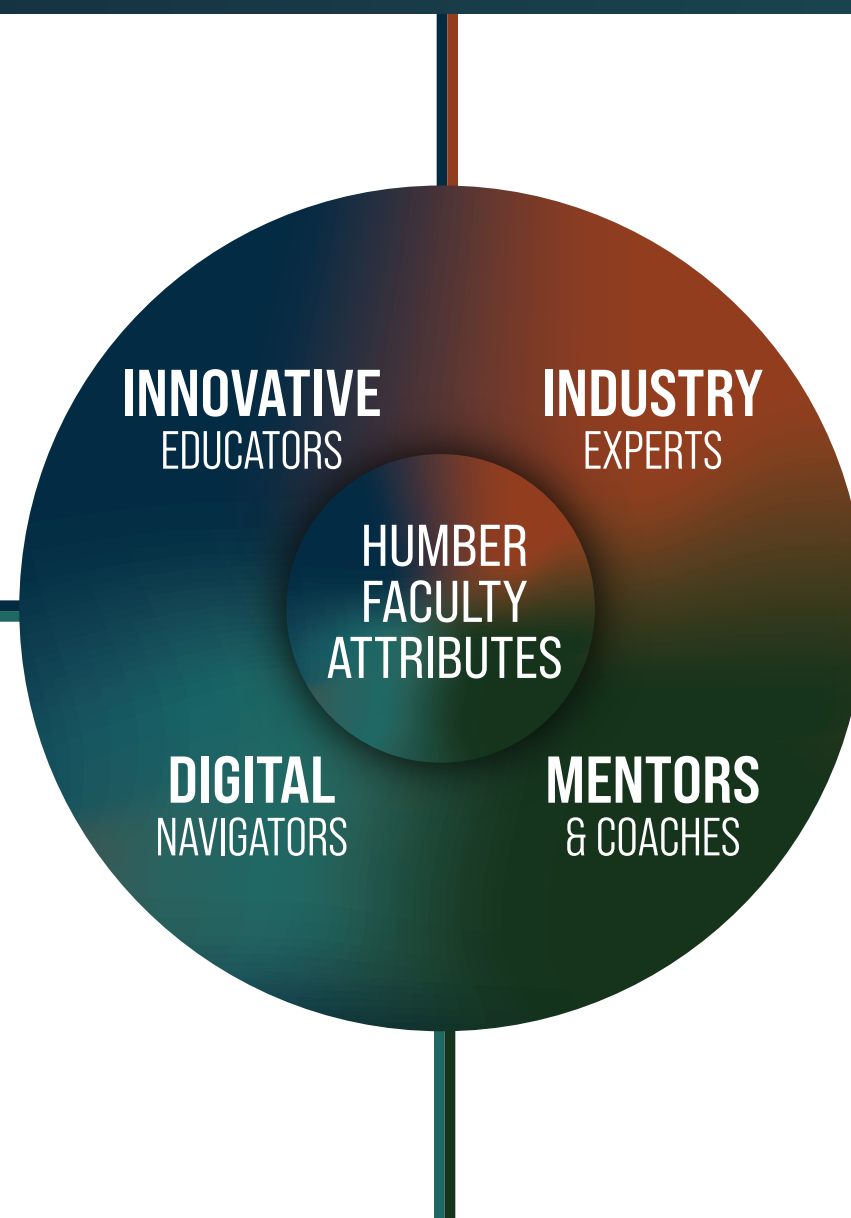 INNOVATIVE
EDUCATORS
INDUSTRY
EXPERTS
HUMBER
FACULTY
ATTRIBUTES
DIGITAL
NAVIGATORS
MENTORS
& COACHES